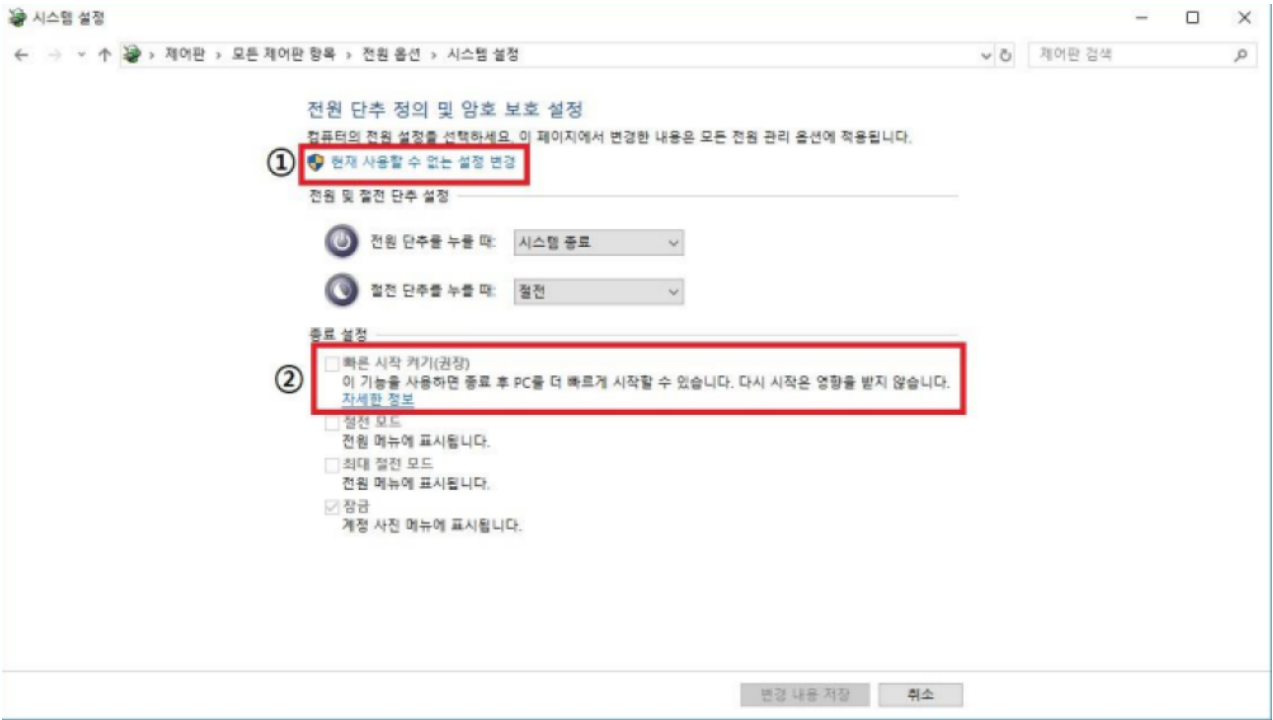 시스템 설정
제어판 › 모든 제어판 항목 › 전원 옵션 › 시스템 설정
제어판 검색
전원 단추 정의 및 암호 보호 설정
컴퓨터의 전원 설정을 선택하세요. 이 페이지에서 변경한 내용은 모든 전원 관리 옵션에 적용됩니다.
① 현재 사용할 수 없는 설정 변경
전원 및 절전 단추 설정
전원 단추를 누를 때: 시스템 종료
절전 단추를 누를 때: 절전
종료 설정
② 빠른 시작 켜기(권장)
이 기능을 사용하면 종료 후 PC를 더 빠르게 시작할 수 있습니다. 다시 시작은 영향을 받지 않습니다.
자세한 정보
절전 모드
전원 메뉴에 표시됩니다.
최대 절전 모드
전원 메뉴에 표시됩니다.
잠금
계정 사진 메뉴에 표시됩니다.
변경 내용 저장 취소